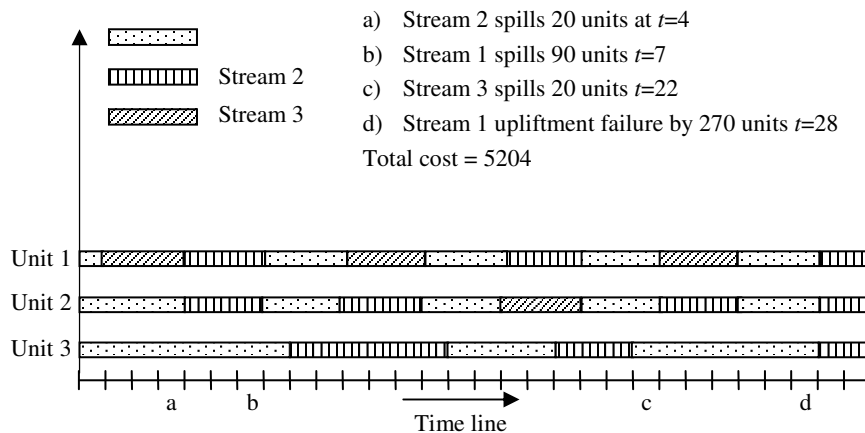 a) Stream 2 spills 20 units at t=4
Stream 2
b) Stream 1 spills 90 units t=7
Stream 3
c) Stream 3 spills 20 units t=22
d) Stream 1 upliftment failure by 270 units t=28
Total cost = 5204
Unit 1
Unit 2
Unit 3
a b c d
Time line